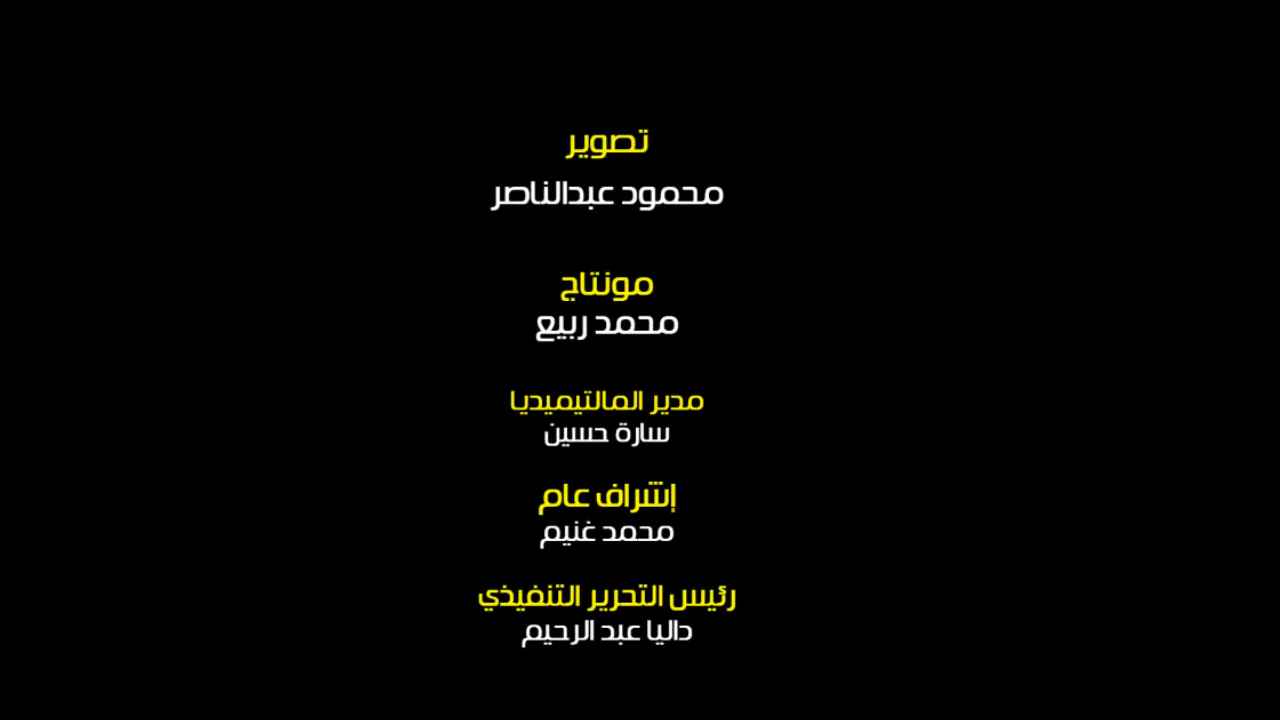 تصوير
محمود عبدالناصر
مونتاج
محمد ربيع
مدير المالتيميديا
سارة حسين
إشراف عام
محمد غنيم
رئيس التحرير التنفيذي
داليا عبد الرحيم